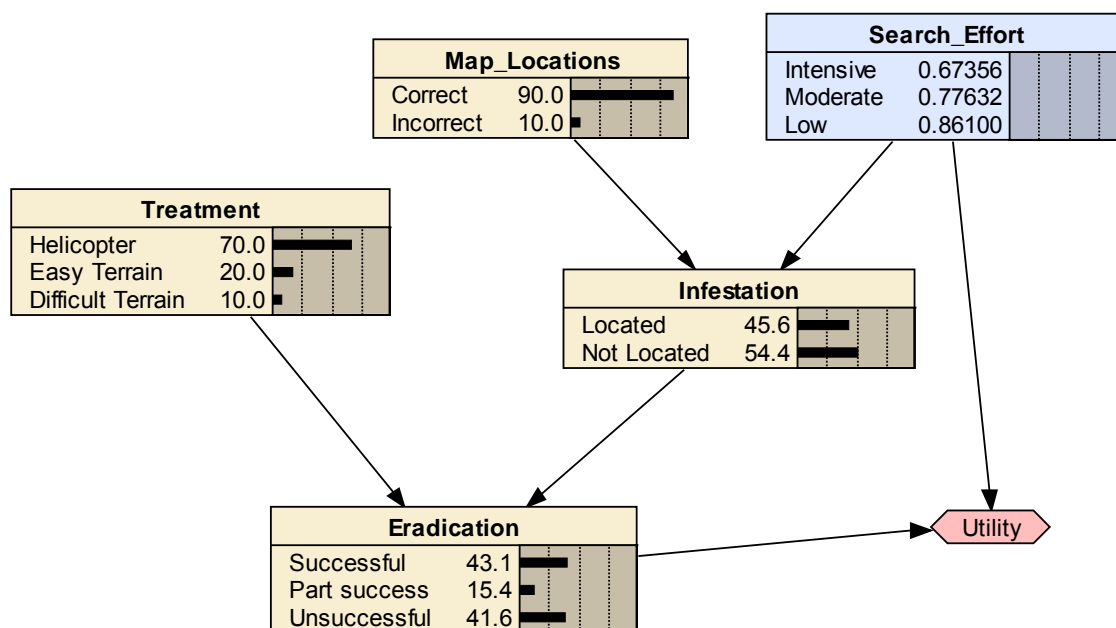 Search_Effort
Intensive 0.67356
Moderate 0.77632
Low 0.86100
Map_Locations
Correct 90.0
Incorrect 10.0
Treatment
Helicopter 70.0
Easy Terrain 20.0
Difficult Terrain 10.0
Infestation
Located 45.6
Not Located 54.4
Eradication
Successful 43.1
Part success 15.4
Unsuccessful 41.6
Utility